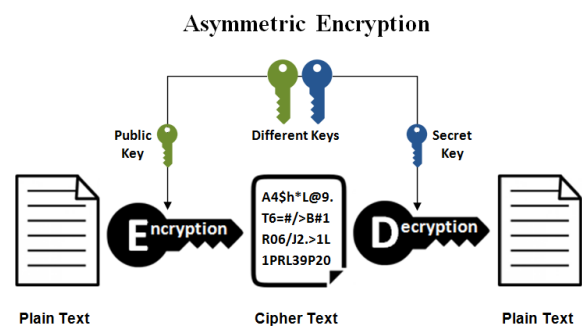 Asymmetric Encryption
Public
Key
Different Keys
Secret
Key
A4$h*L@9.
T6=#/>B#1
R06/J2.>1L
1PRL39P20
Encryption
Decryption
Plain Text
Cipher Text
Plain Text